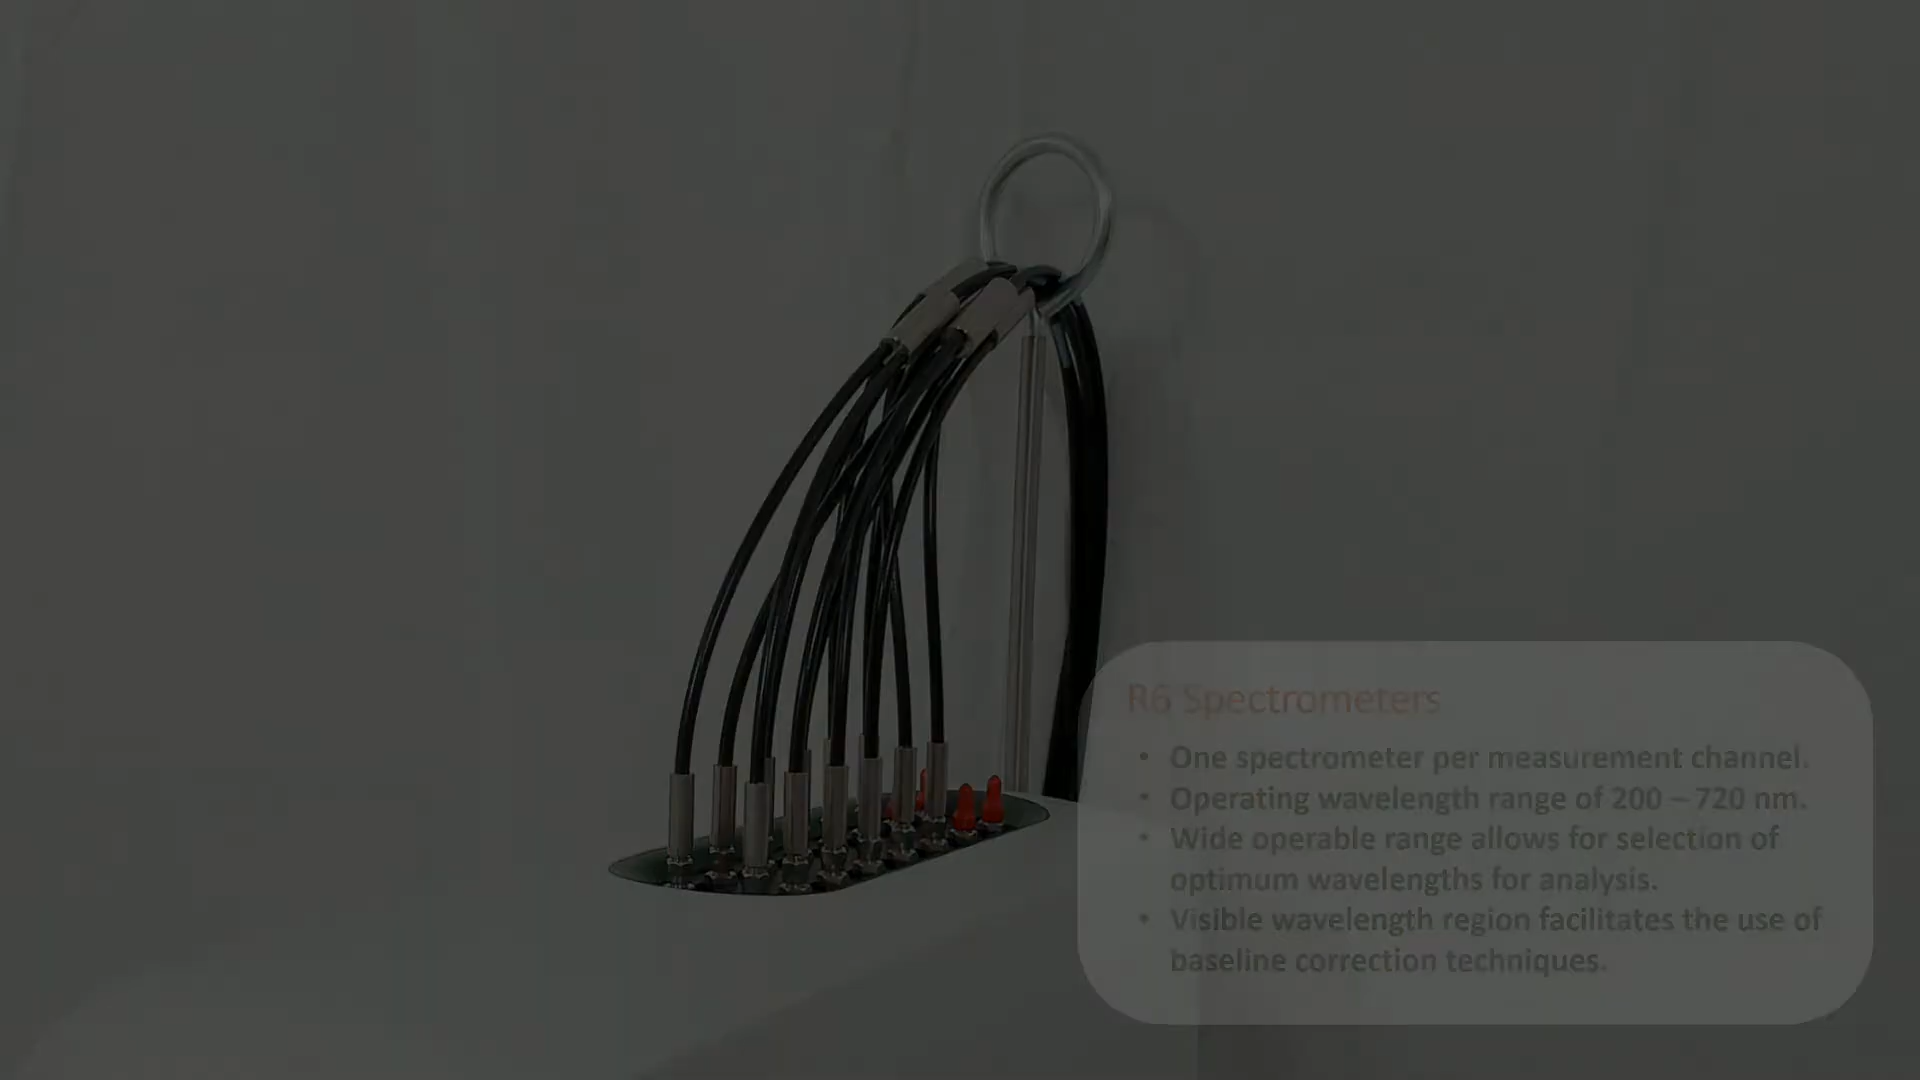 R6 Spectrometers
• One spectrometer per measurement channel.
• Operating wavelength range of 200 – 720 nm.
• Wide operable range allows for selection of
optimum wavelengths for analysis.
• Visible wavelength region facilitates the use of
baseline correction techniques.